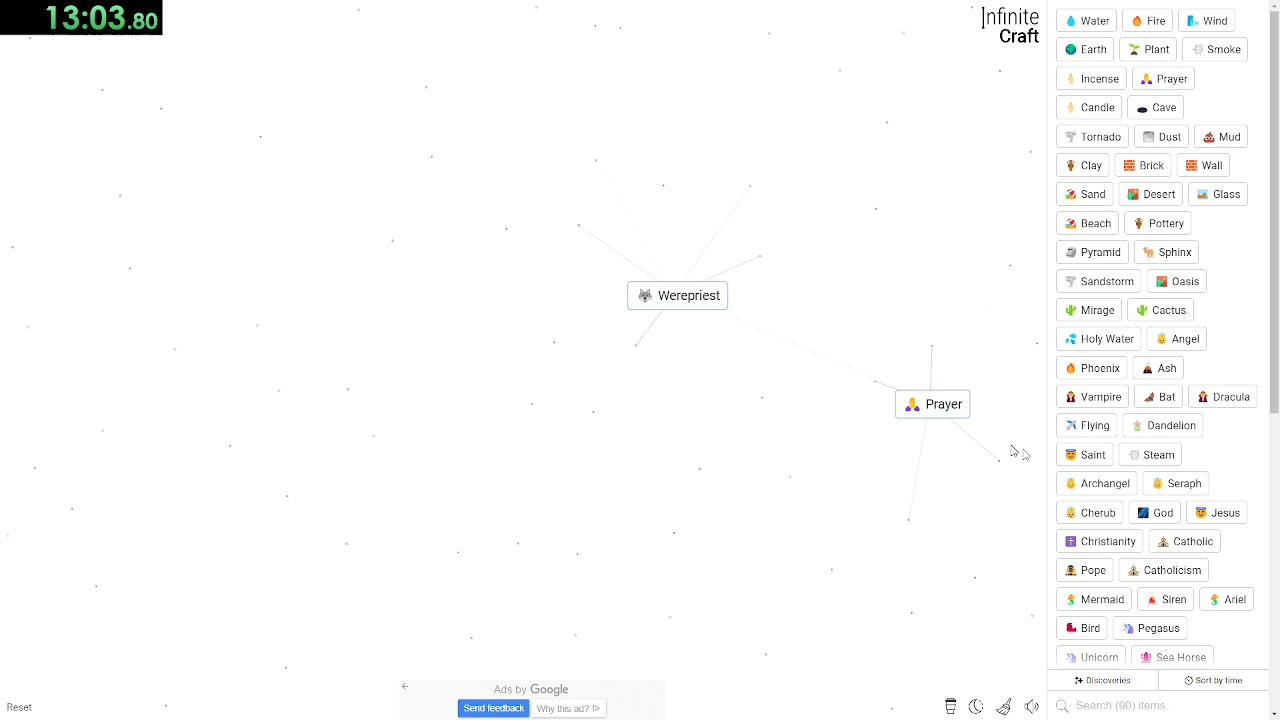 13:03.80
Infinite
Craft
Water Fire Wind
Earth Plant Smoke
Incense Prayer
Candle Cave
Tornado Dust Mud
Clay Brick Wall
Sand Desert Glass
Beach Pottery
Pyramid Sphinx
Sandstorm Oasis
Mirage Cactus
Holy Water Angel
Phoenix Ash
Vampire Bat Dracula
Flying Dandelion
Saint Steam
Archangel Seraph
Cherub God Jesus
Christianity Catholic
Pope Catholicism
Mermaid Siren Ariel
Bird Pegasus
Unicorn Sea Horse
Werepriest
Prayer
Discoveries Sort by time
Search (90) items...
Reset
Ads by Google
Send feedback Why this ad?